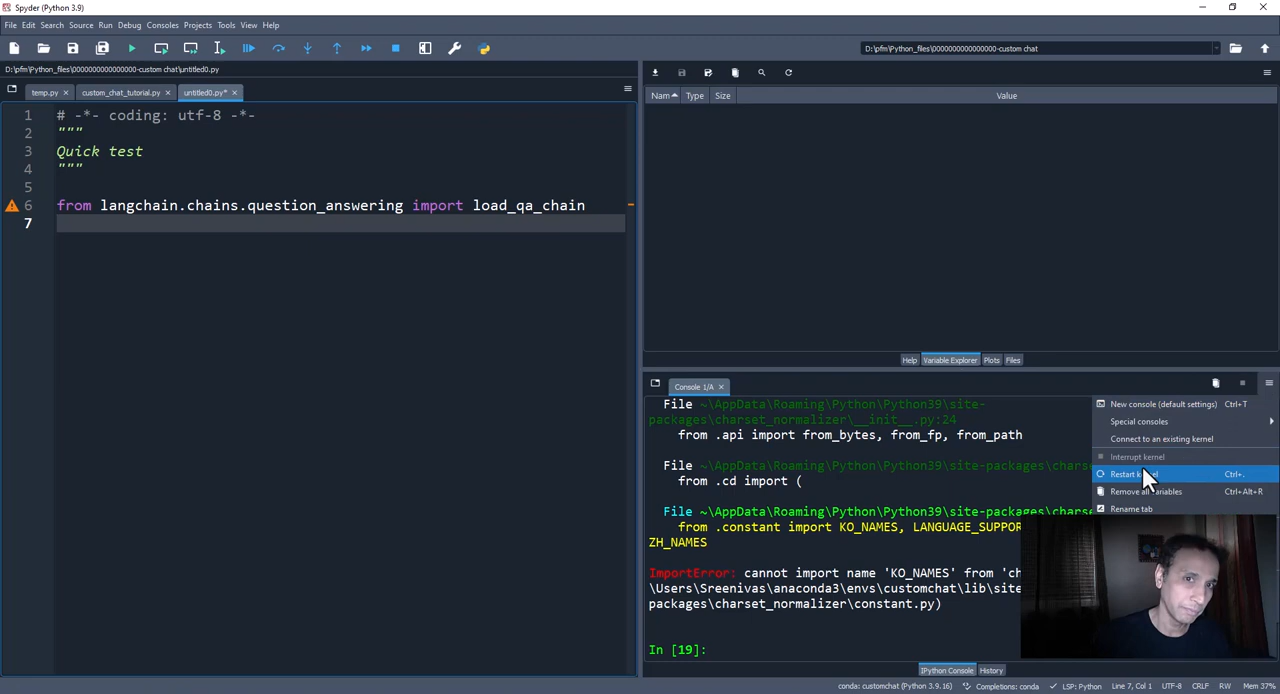 Spyder (Python 3.9)
File Edit Search Source Run Debug Consoles Projects Tools View Help
D:\pfm\Python_files\0000000000000000-custom chat
D:\pfm\Python_files\0000000000000000-custom chat\untitled0.py
temp.py custom_chat_tutorial.py untitled0.py*
1 # -*- coding: utf-8 -*-
2 """
3 Quick test
4 """
5
6 from langchain.chains.question_answering import load_qa_chain
7
Nam Type Size Value
Help Variable Explorer Plots Files
Console 1/A
File ~\AppData\Roaming\Python\Python39\site-
packages\charset_normalizer\__init__.py:24
from .api import from_bytes, from_fp, from_path
File ~\AppData\Roaming\Python\Python39\site-packages\charse
from .cd import (
File ~\AppData\Roaming\Python\Python39\site-packages\charse
from .constant import KO_NAMES, LANGUAGE_SUPPOR
ZH_NAMES
ImportError: cannot import name 'KO_NAMES' from 'ch
\Users\Sreenivas\anaconda3\envs\customchat\lib\site
packages\charset_normalizer\constant.py)
In [19]:
New console (default settings) Ctrl+T
Special consoles
Connect to an existing kernel
Interrupt kernel
Restart kernel Ctrl+.
Remove all variables Ctrl+Alt+R
Rename tab
IPython Console History
conda: customchat (Python 3.9.16) Completions: conda LSP: Python Line 7, Col 1 UTF-8 CRLF RW Mem 37%